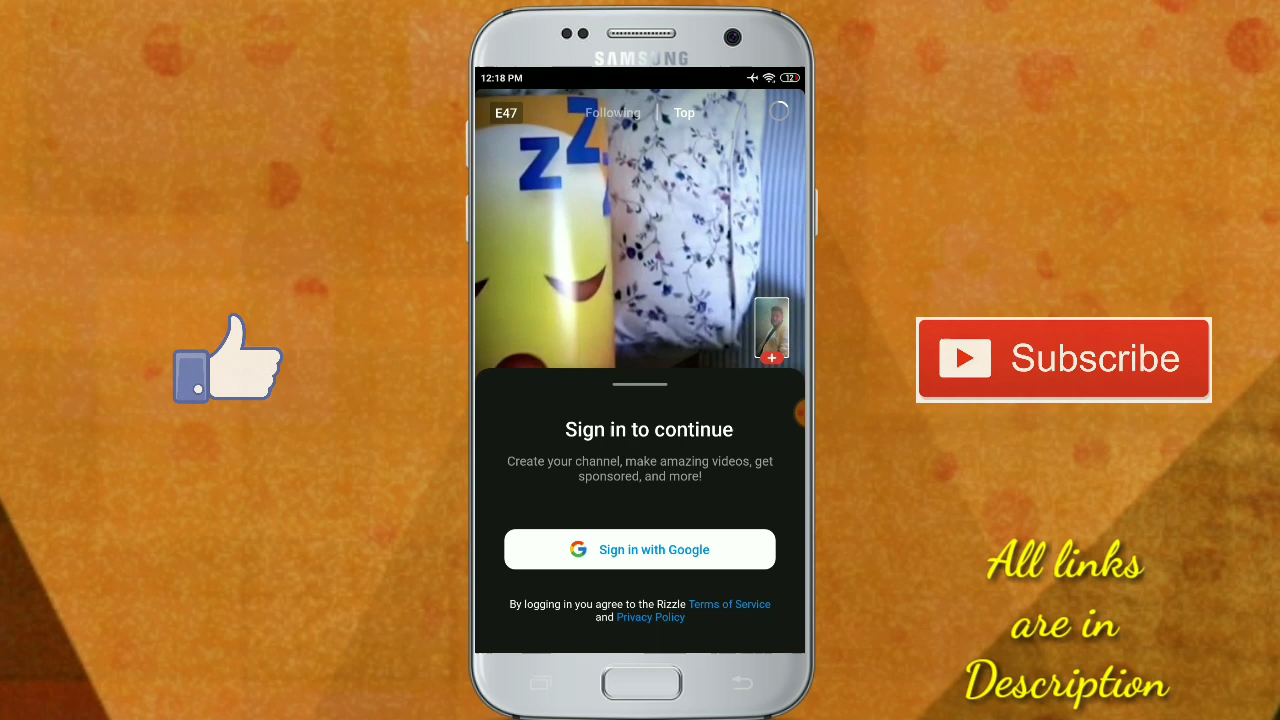 SAMSUNG
12:18 PM
12
E47
Following
Top
ZZ
Sign in to continue
Create your channel, make amazing videos, get
sponsored, and more!
Sign in with Google
By logging in you agree to the Rizzle Terms of Service
and Privacy Policy
Subscribe
All links
are in
Description